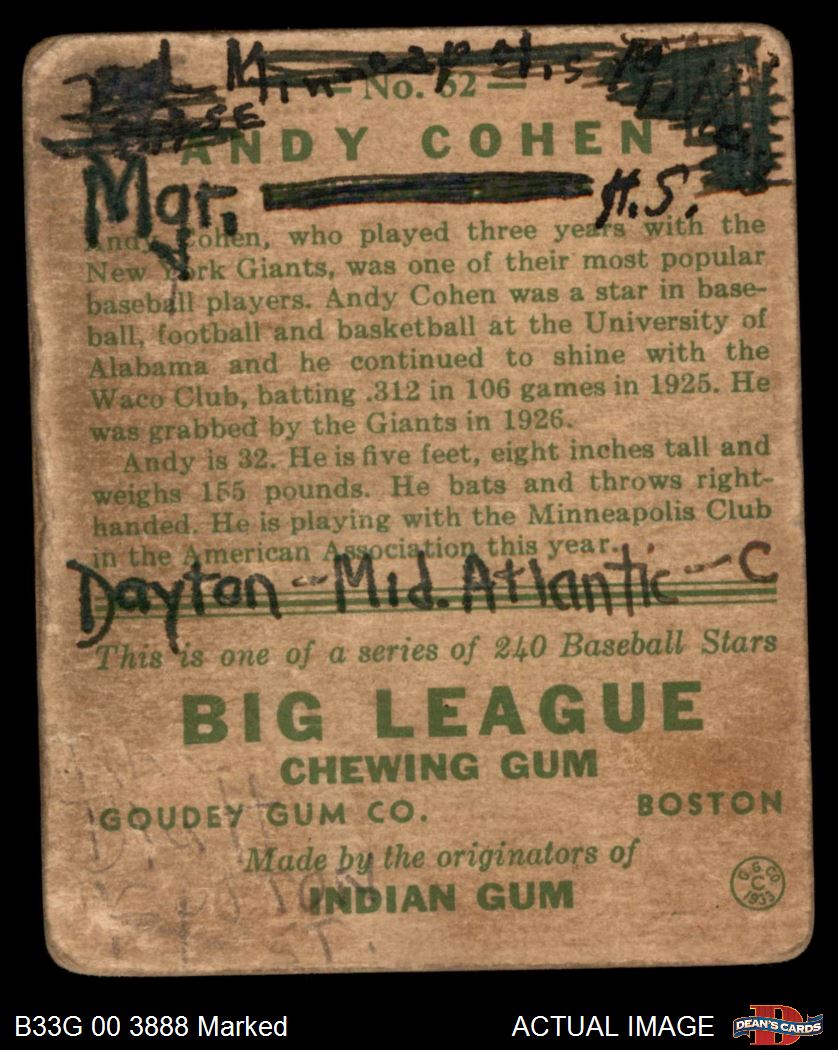 2nd Minneapolis
— No. 52 —
BASE
ANDY COHEN
Mgr. H.S.
Andy Cohen, who played three years with the
New York Giants, was one of their most popular
baseball players. Andy Cohen was a star in base-
ball, football and basketball at the University of
Alabama and he continued to shine with the
Waco Club, batting .312 in 106 games in 1925. He
was grabbed by the Giants in 1926.
Andy is 32. He is five feet, eight inches tall and
weighs 155 pounds. He bats and throws right-
handed. He is playing with the Minneapolis Club
in the American Association this year.
Dayton - Mid. Atlantic - C
This is one of a series of 240 Baseball Stars
BIG LEAGUE
CHEWING GUM
GOUDEY GUM CO. BOSTON
Made by the originators of
INDIAN GUM
G. G. CO.
C
1933
B33G 00 3888 Marked ACTUAL IMAGE DEAN'S CARDS